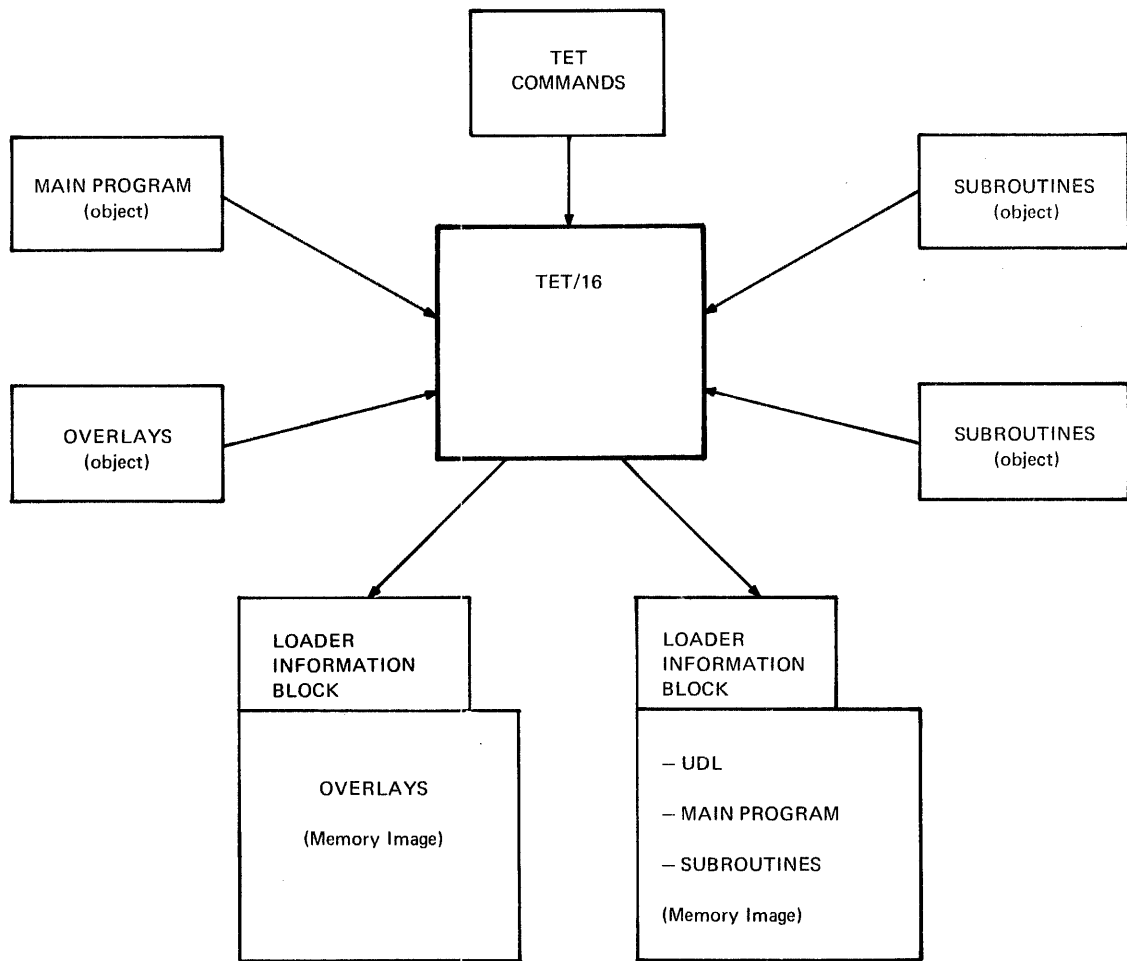 TET
COMMANDS
MAIN PROGRAM
(object)
SUBROUTINES
(object)
TET/16
OVERLAYS
(object)
SUBROUTINES
(object)
LOADER
INFORMATION
BLOCK
OVERLAYS
(Memory Image)
LOADER
INFORMATION
BLOCK
— UDL
— MAIN PROGRAM
— SUBROUTINES
(Memory Image)